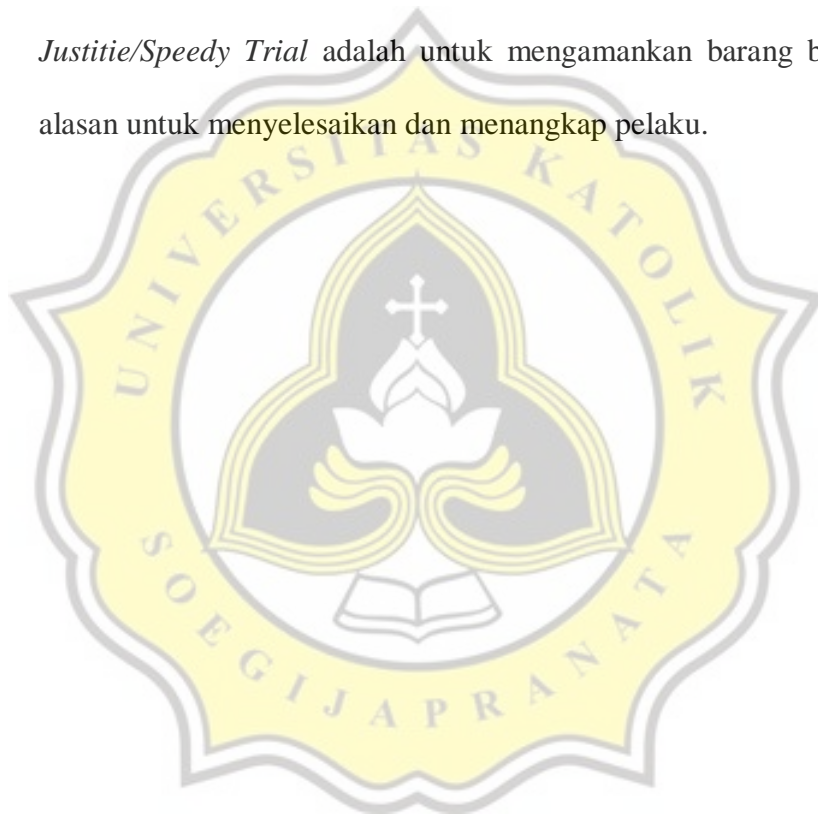 Justitie/Speedy Trial adalah untuk mengamankan barang b
alasan untuk menyelesaikan dan menangkap pelaku.
UNIVERSITAS KATOLIK
SOEGIJAPRANATA